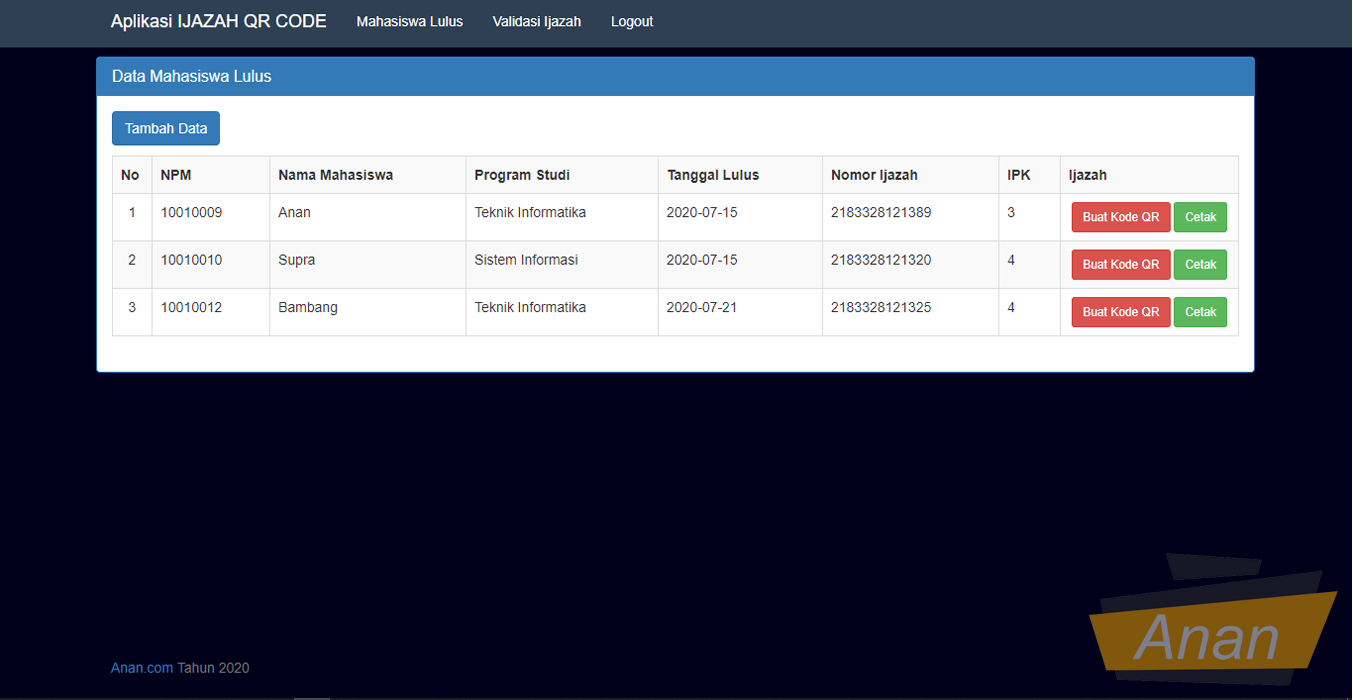 Aplikasi IJAZAH QR CODE Mahasiswa Lulus Validasi Ijazah Logout
Data Mahasiswa Lulus
Tambah Data
No NPM Nama Mahasiswa Program Studi Tanggal Lulus Nomor Ijazah IPK Ijazah
1 10010009 Anan Teknik Informatika 2020-07-15 2183328121389 3 Buat Kode QR Cetak
2 10010010 Supra Sistem Informasi 2020-07-15 2183328121320 4 Buat Kode QR Cetak
3 10010012 Bambang Teknik Informatika 2020-07-21 2183328121325 4 Buat Kode QR Cetak
Anan
Anan.com Tahun 2020